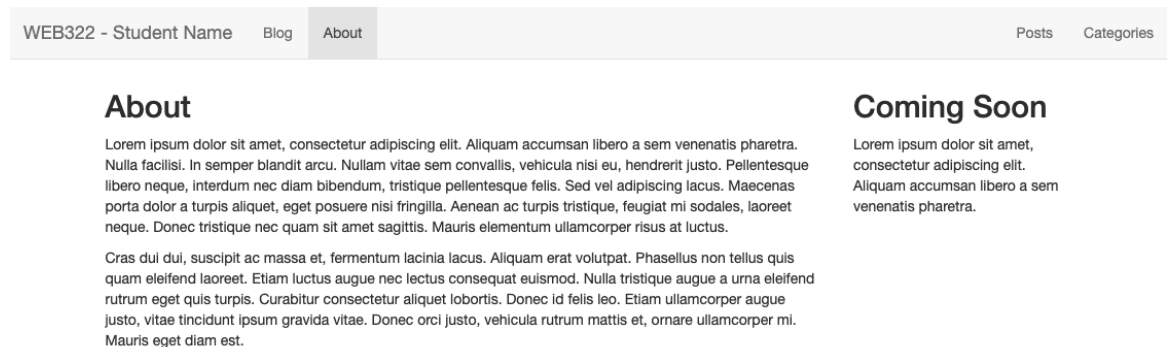 WEB322 - Student Name Blog About Posts Categories
About
Lorem ipsum dolor sit amet, consectetur adipiscing elit. Aliquam accumsan libero a sem venenatis pharetra.
Nulla facilisi. In semper blandit arcu. Nullam vitae sem convallis, vehicula nisi eu, hendrerit justo. Pellentesque
libero neque, interdum nec diam bibendum, tristique pellentesque felis. Sed vel adipiscing lacus. Maecenas
porta dolor a turpis aliquet, eget posuere nisi fringilla. Aenean ac turpis tristique, feugiat mi sodales, laoreet
neque. Donec tristique nec quam sit amet sagittis. Mauris elementum ullamcorper risus at luctus.
Cras dui dui, suscipit ac massa et, fermentum lacinia lacus. Aliquam erat volutpat. Phasellus non tellus quis
quam eleifend laoreet. Etiam luctus augue nec lectus consequat euismod. Nulla tristique augue a urna eleifend
rutrum eget quis turpis. Curabitur consectetur aliquet lobortis. Donec id felis leo. Etiam ullamcorper augue
justo, vitae tincidunt ipsum gravida vitae. Donec orci justo, vehicula rutrum mattis et, ornare ullamcorper mi.
Mauris eget diam est.
Coming Soon
Lorem ipsum dolor sit amet,
consectetur adipiscing elit.
Aliquam accumsan libero a sem
venenatis pharetra.